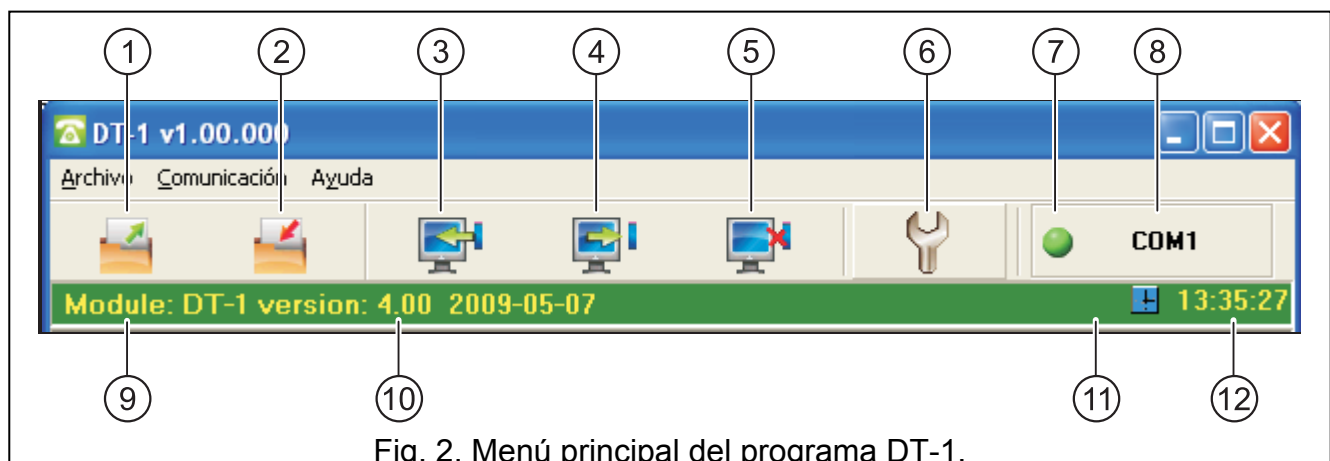 1 2 3 4 5 6 7 8
DT-1 v1.00.000
Archivo Comunicación Ayuda
COM1
Module: DT-1 version: 4.00 2009-05-07 13:35:27
9 10 11 12
Fig. 2. Menú principal del programa DT-1.